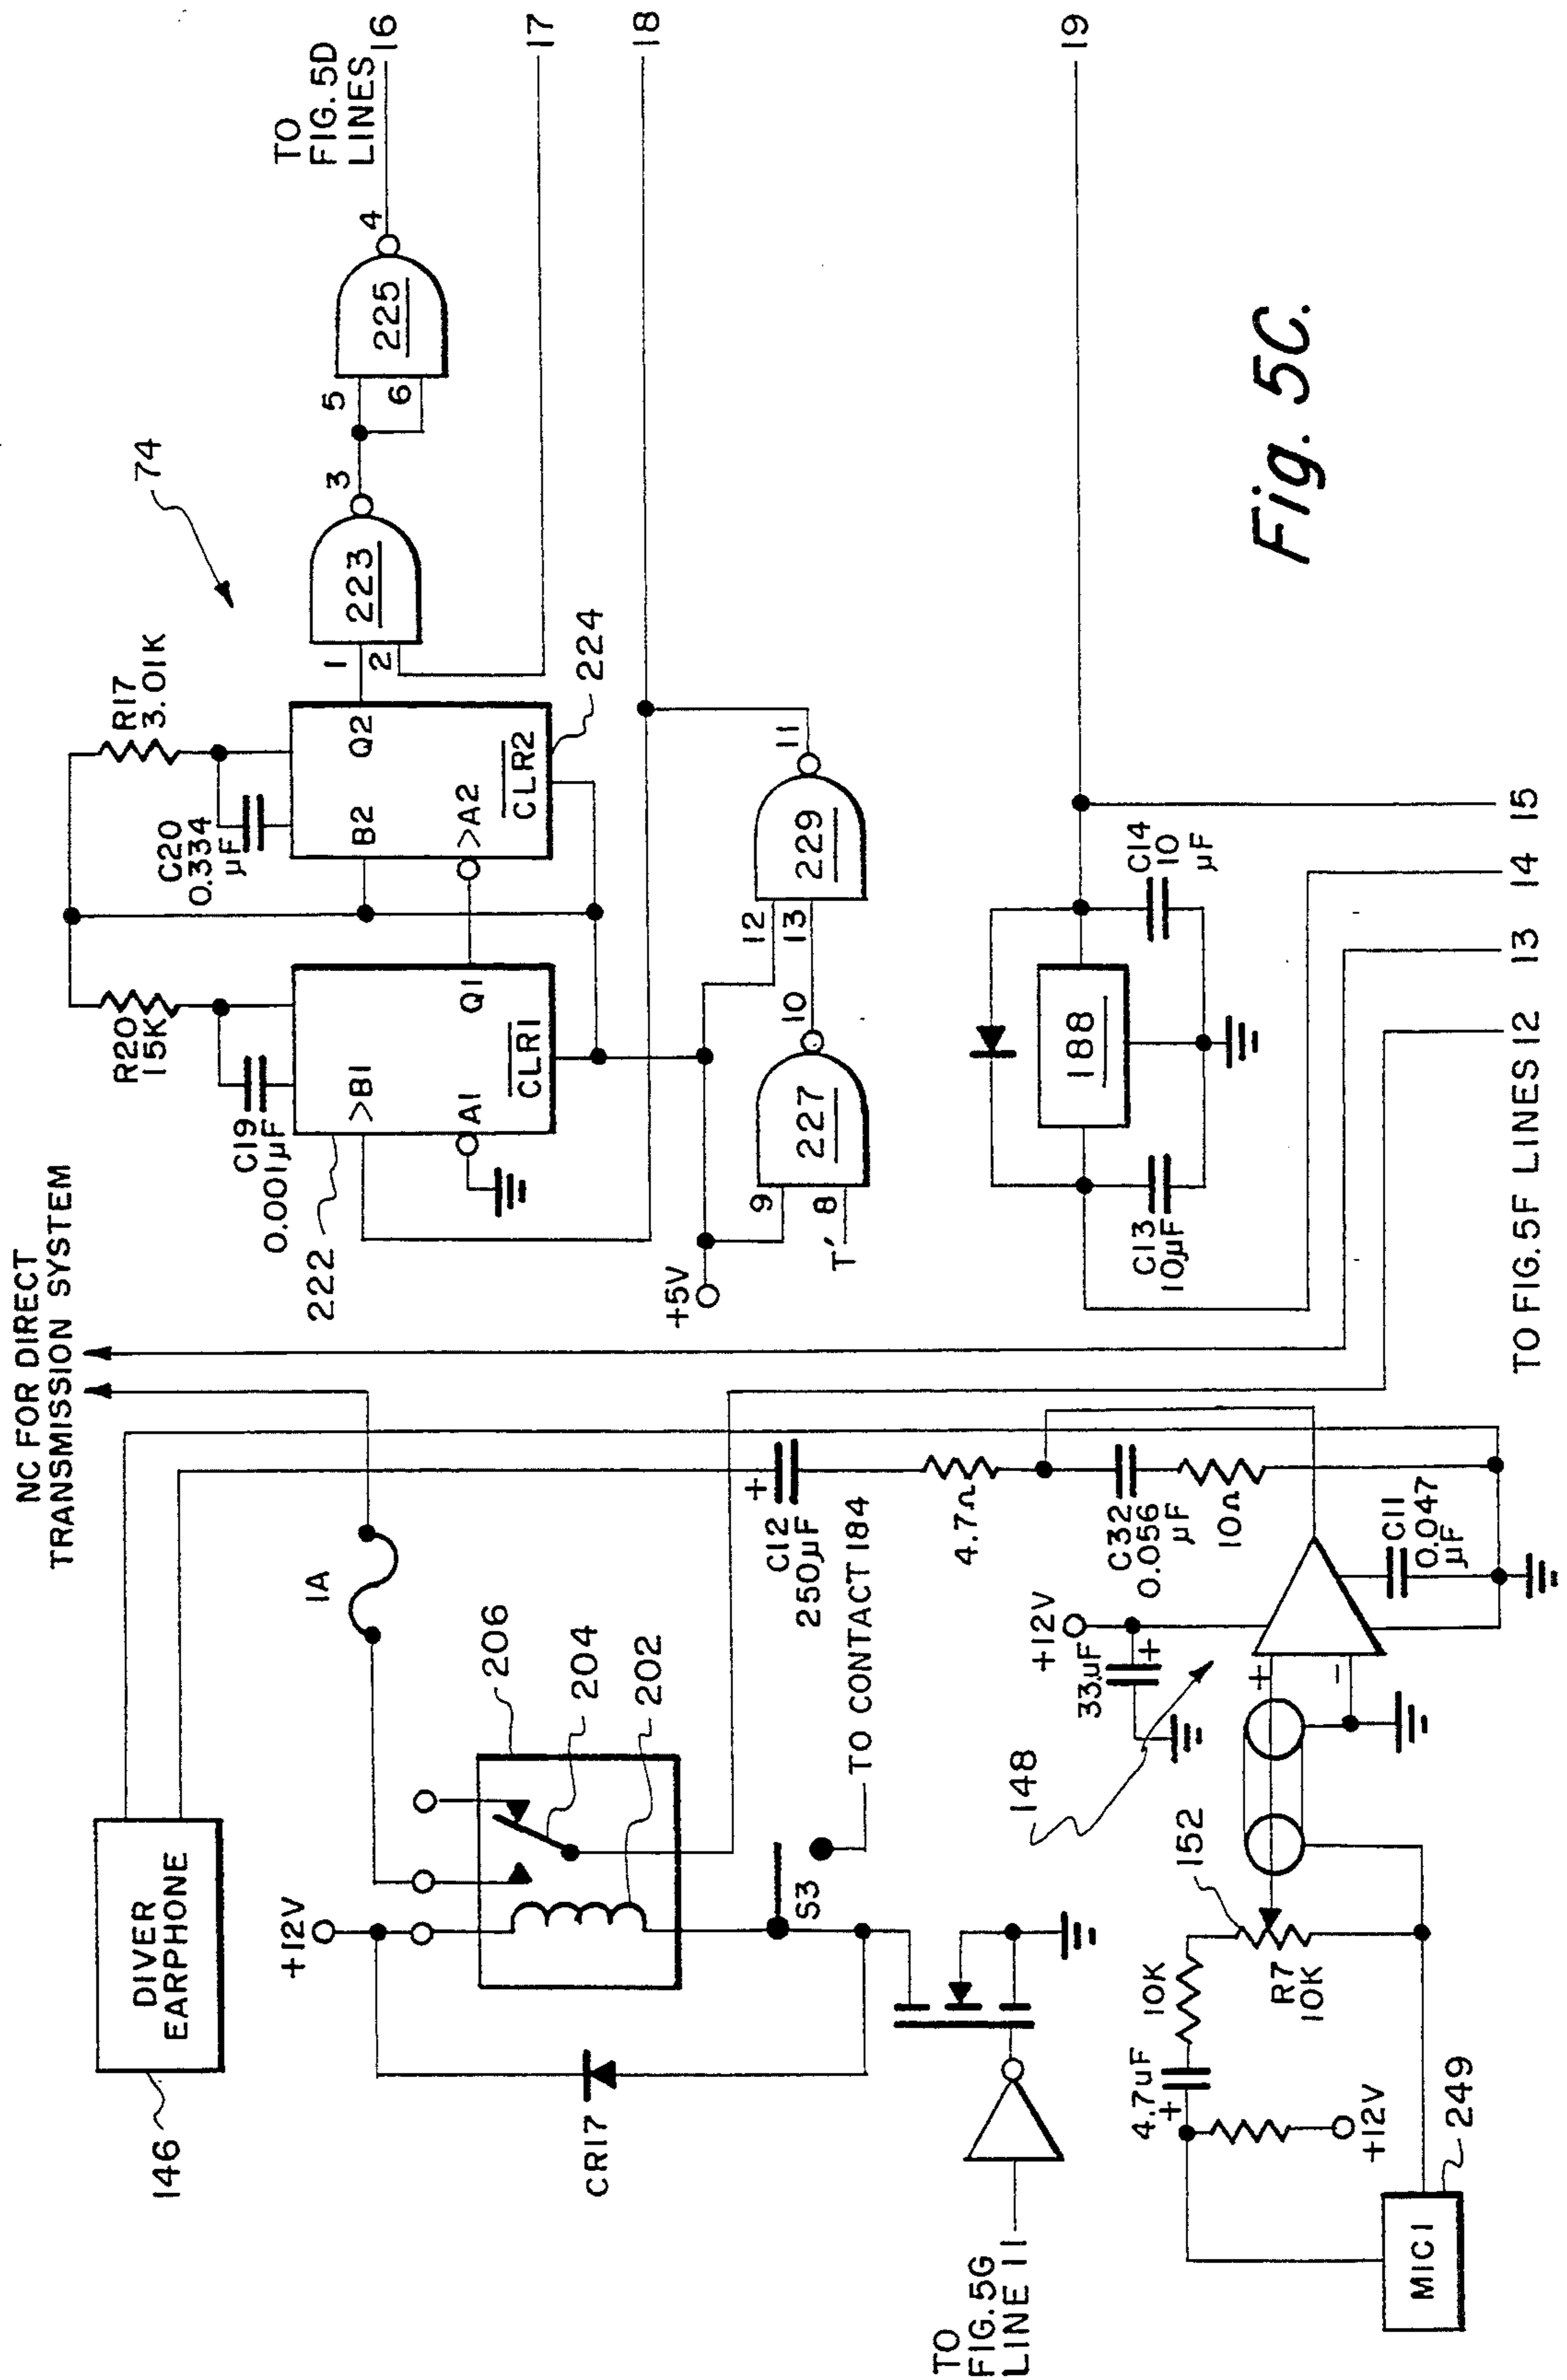 NC FOR DIRECT
TRANSMISSION SYSTEM
146
DIVER
EARPHONE
1A
206
204
202
+12V
CR17
S3
TO CONTACT 184
C12
250µF
+
4.7Ω
C32
0.056
µF
10Ω
C11
0.047
µF
+12V
33µF
+
148
+
-
152
R7
10K
10K
4.7uF
+
+12V
MIC1
249
TO
FIG. 5G
LINE 11
222
C19
0.001µF
R20
15K
>B1
Q1
A1
CLR1
C20
0.334
µF
R17
3.01K
B2
Q2
>A2
CLR2
224
74
1
2
223
3
5
6
225
4
TO
FIG. 5D
LINES 16
17
18
19
+5V
T'
9
8
227
10
12
13
229
11
C13
10µF
188
C14
10
µF
TO FIG. 5F LINES 12
13
14
15
Fig. 5C.